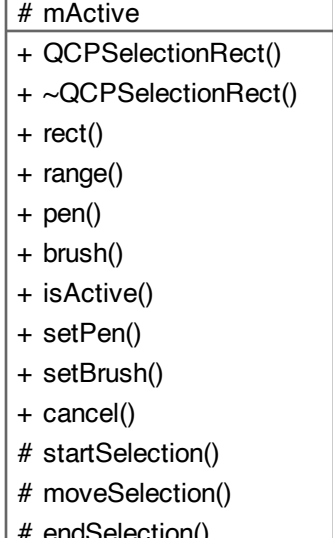 # mActive
+ QCPSelectionRect()
+ ~QCPSelectionRect()
+ rect()
+ range()
+ pen()
+ brush()
+ isActive()
+ setPen()
+ setBrush()
+ cancel()
# startSelection()
# moveSelection()
# endSelection()